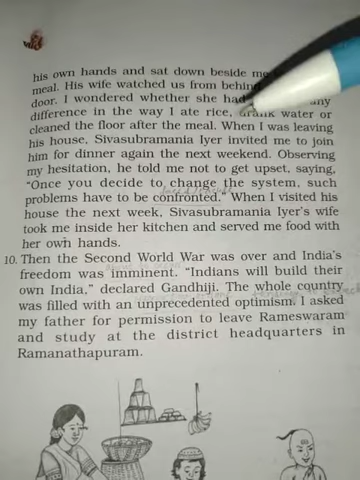 his own hands and sat down beside me
meal. His wife watched us from behind
door. I wondered whether she had any
difference in the way I ate rice, drank water or
cleaned the floor after the meal. When I was leaving
his house, Sivasubramania Iyer invited me to join
him for dinner again the next weekend. Observing
my hesitation, he told me not to get upset, saying,
“Once you decide to change the system, such
problems have to be confronted.” When I visited his
house the next week, Sivasubramania Iyer's wife
took me inside her kitchen and served me food with
her own hands.
10. Then the Second World War was over and India's
freedom was imminent. “Indians will build their
own India,” declared Gandhiji. The whole country
was filled with an unprecedented optimism. I asked
my father for permission to leave Rameswaram
and study at the district headquarters in
Ramanathapuram.